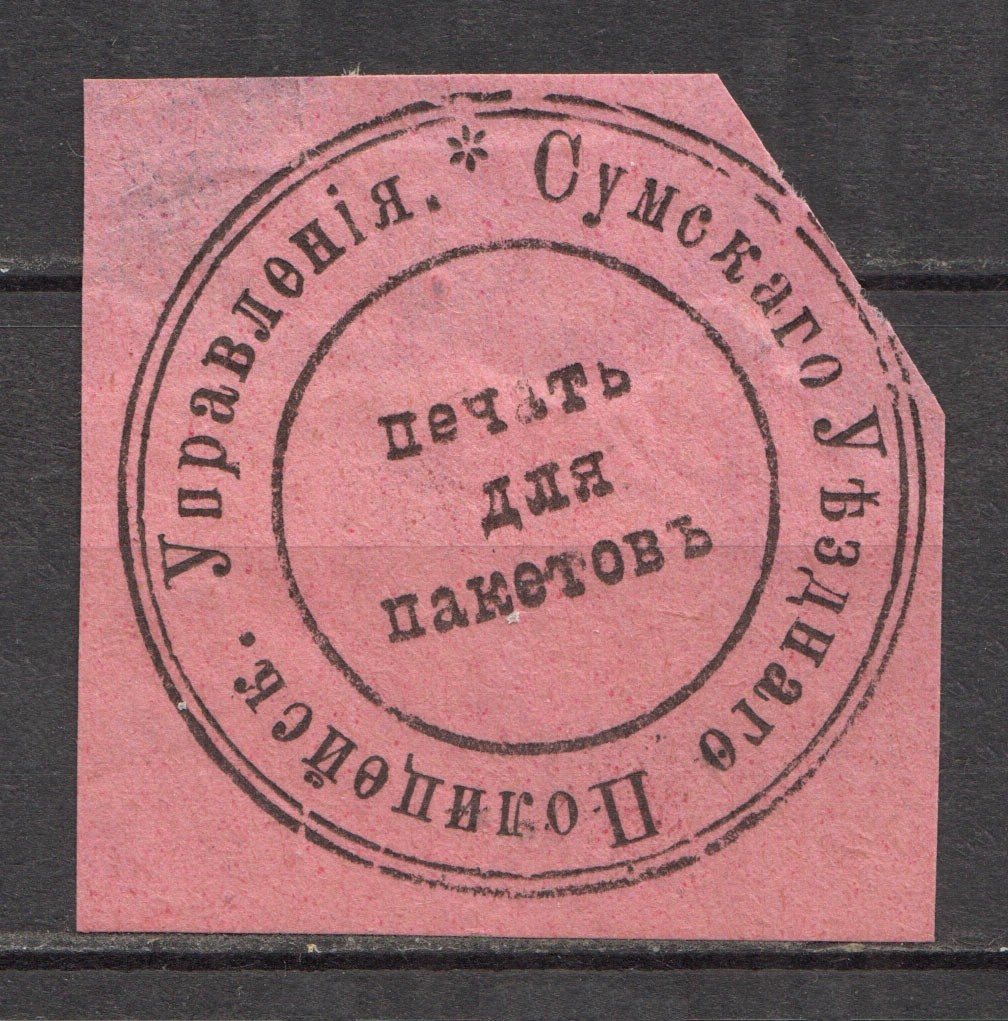 * Сумскаго Уѣзднаго Полицейск. Управленія.
печать
для
пакетовъ